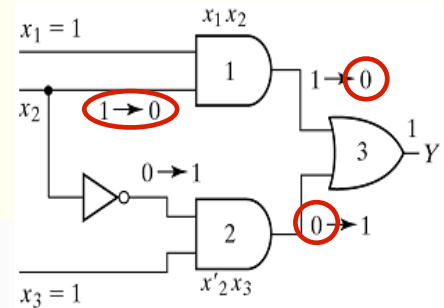 x₁x₂
x₁ = 1
1
1 → 0
x₂
1 → 0
1
3
Y
0 → 1
2
0 → 1
x'₂x₃
x₃ = 1